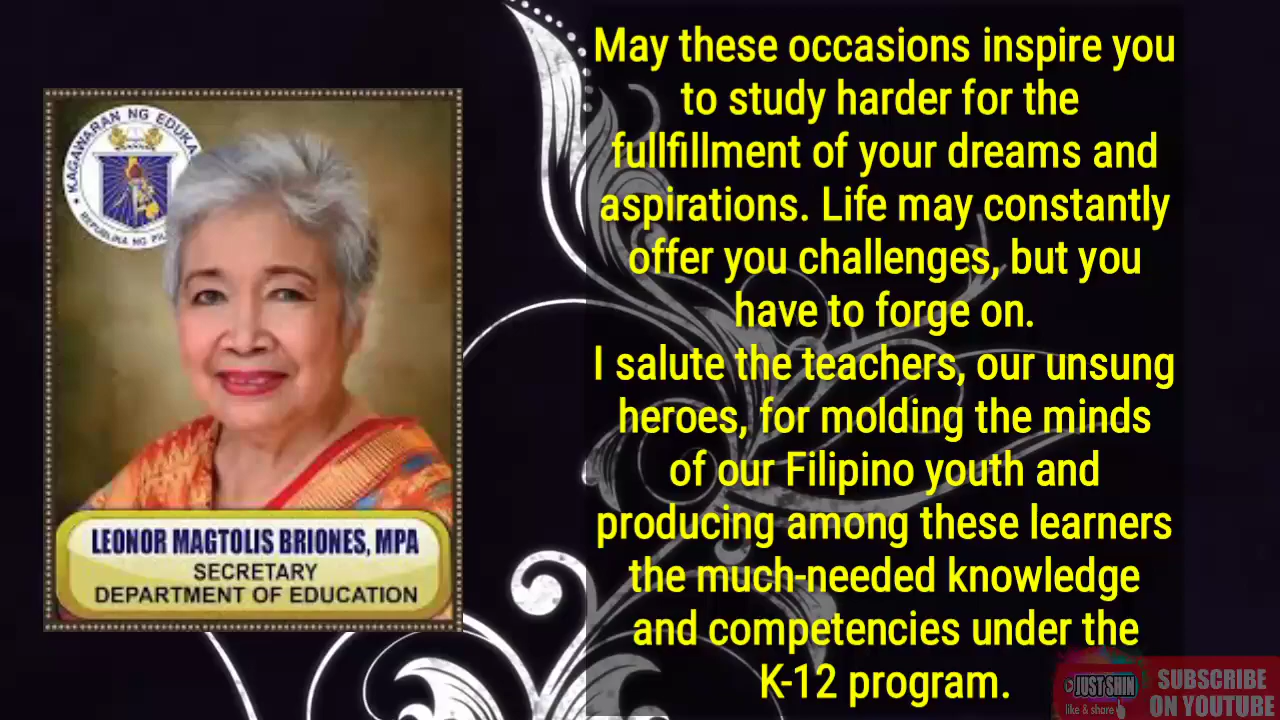 KAGAWARAN NG EDUKA
REPUBLIKA NG PIL
LEONOR MAGTOLIS BRIONES, MPA
SECRETARY
DEPARTMENT OF EDUCATION
May these occasions inspire you
to study harder for the
fullfillment of your dreams and
aspirations. Life may constantly
offer you challenges, but you
have to forge on.
I salute the teachers, our unsung
heroes, for molding the minds
of our Filipino youth and
producing among these learners
the much-needed knowledge
and competencies under the
K-12 program.
JUST SHIN
like & share
SUBSCRIBE
ON YOUTUBE